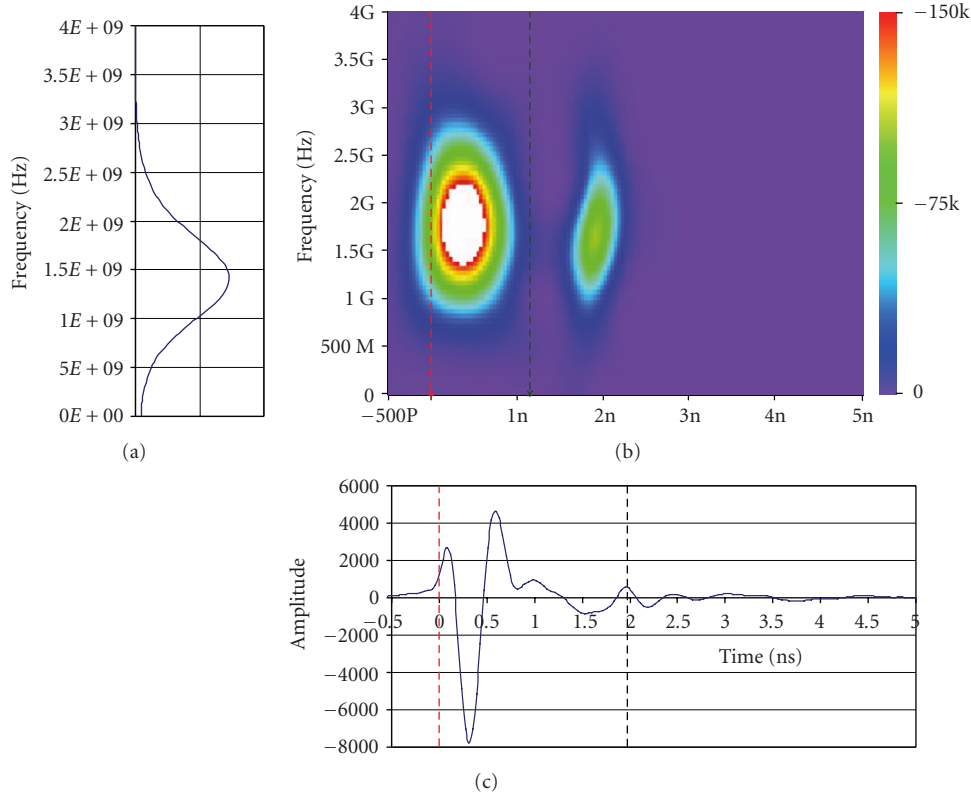 4E + 09
3.5E + 09
3E + 09
2.5E + 09
2E + 09
1.5E + 09
1E + 09
5E + 09
0E + 00
Frequency (Hz)
(a)
4G
3.5G
3G
2.5G
2G
1.5G
1 G
500 M
0
Frequency (Hz)
−500P 1n 2n 3n 4n 5n
−150k
−75k
0
(b)
6000
4000
2000
0
−2000
−4000
−6000
−8000
Amplitude
−0.5 0 0.5 1 1.5 2 2.5 3 3.5 4 4.5 5
Time (ns)
(c)